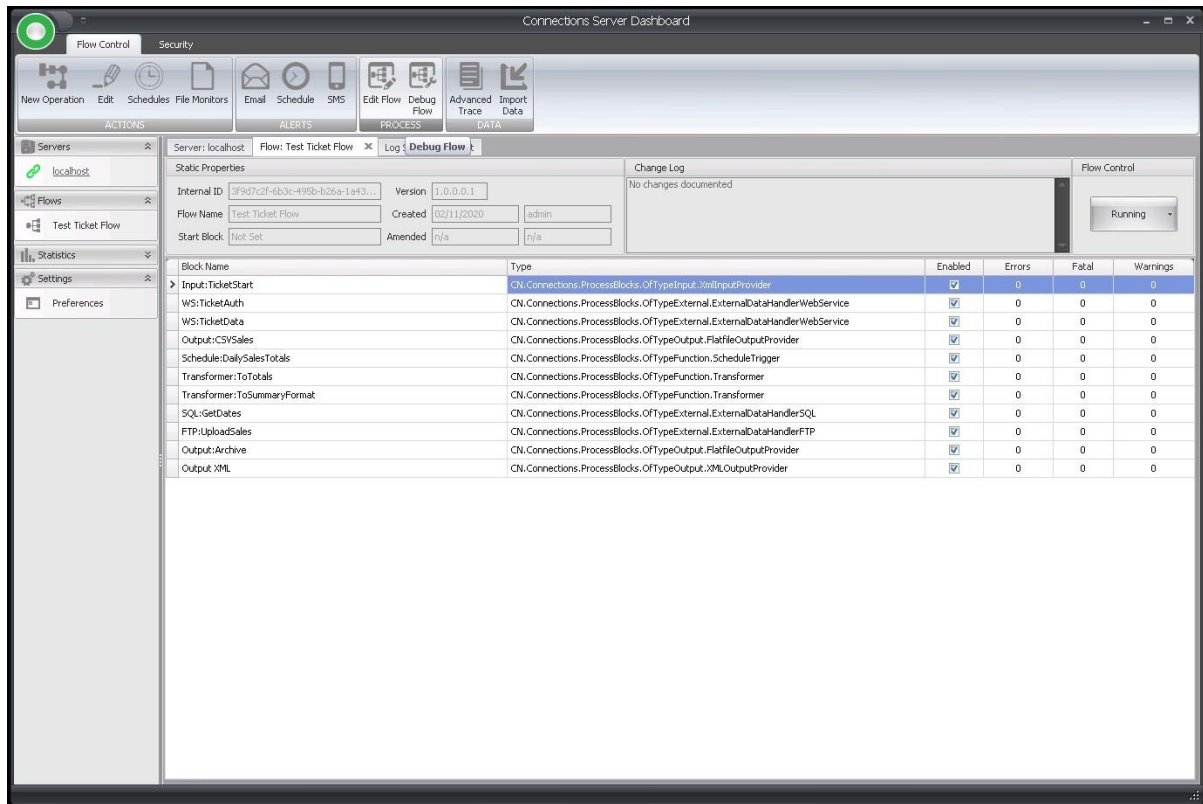 Connections Server Dashboard
Flow Control Security
New Operation Edit Schedules File Monitors Email Schedule SMS Edit Flow Debug Flow Advanced Trace Import Data
ACTIONS ALERTS PROCESS DATA
Servers
localhost
Flows
Test Ticket Flow
Statistics
Settings
Preferences
Server: localhost Flow: Test Ticket Flow Log Debug Flow
Static Properties Change Log Flow Control
Internal ID 3f9d7c2f-6b3c-495b-b26a-1a43... Version 1.0.0.0.1 No changes documented
Flow Name Test Ticket Flow Created 02/11/2020 admin Running
Start Block Not Set Amended n/a n/a
Block Name Type Enabled Errors Fatal Warnings
Input:TicketStart CN.Connections.ProcessBlocks.OfTypeInput.XmlInputProvider 0 0 0
WS:TicketAuth CN.Connections.ProcessBlocks.OfTypeExternal.ExternalDataHandlerWebService 0 0 0
WS:TicketData CN.Connections.ProcessBlocks.OfTypeExternal.ExternalDataHandlerWebService 0 0 0
Output:CSVSales CN.Connections.ProcessBlocks.OfTypeOutput.FlatfileOutputProvider 0 0 0
Schedule:DailySalesTotals CN.Connections.ProcessBlocks.OfTypeFunction.ScheduleTrigger 0 0 0
Transformer:ToTotals CN.Connections.ProcessBlocks.OfTypeFunction.Transformer 0 0 0
Transformer:ToSummaryFormat CN.Connections.ProcessBlocks.OfTypeFunction.Transformer 0 0 0
SQL:GetDates CN.Connections.ProcessBlocks.OfTypeExternal.ExternalDataHandlerSQL 0 0 0
FTP:UploadSales CN.Connections.ProcessBlocks.OfTypeExternal.ExternalDataHandlerFTP 0 0 0
Output:Archive CN.Connections.ProcessBlocks.OfTypeOutput.FlatfileOutputProvider 0 0 0
Output XML CN.Connections.ProcessBlocks.OfTypeOutput.XMLOutputProvider 0 0 0